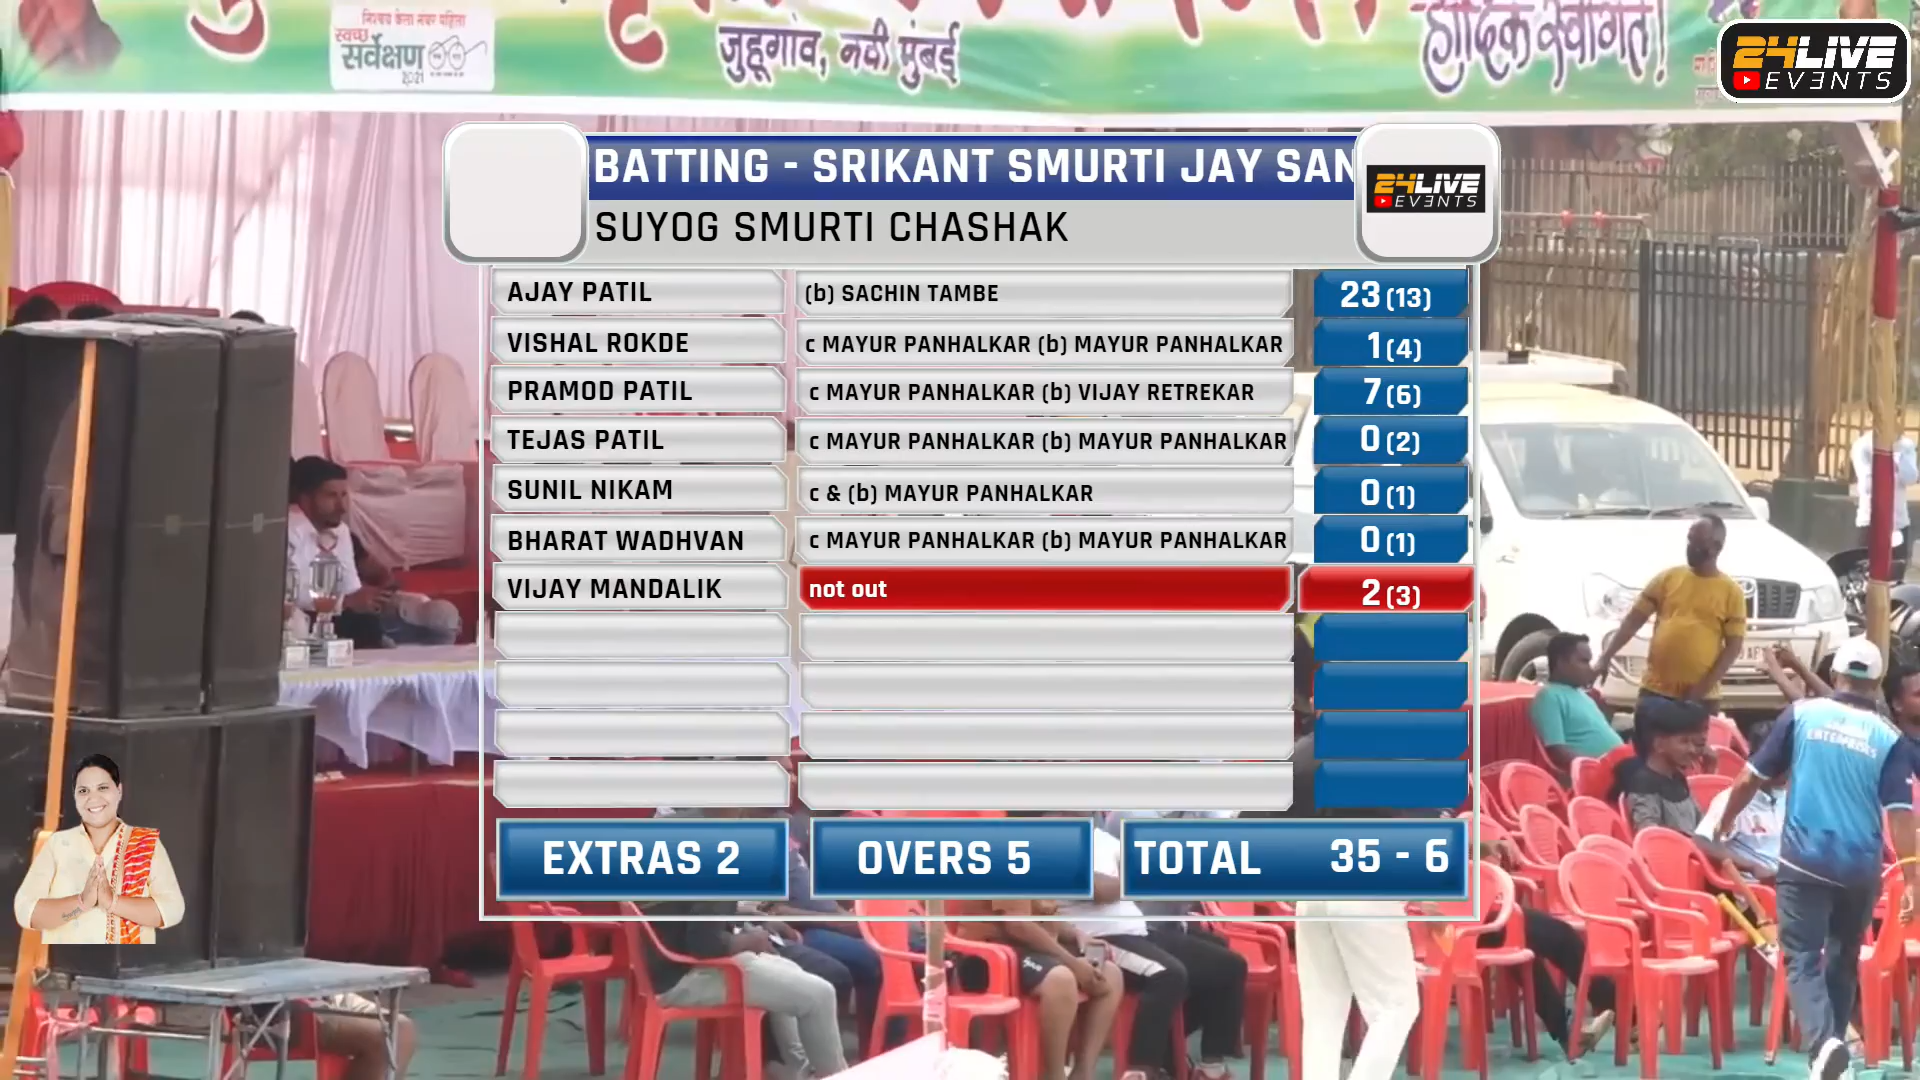 निश्चय केला नंबर पहिला
स्वच्छ
सर्वेक्षण
2021
जुहूगांव, नवी मुंबई
हार्दिक स्वागत!
24LIVE
EVENTS
BATTING - SRIKANT SMURTI JAY SAN
SUYOG SMURTI CHASHAK
24LIVE
EVENTS
AJAY PATIL (b) SACHIN TAMBE 23 (13)
VISHAL ROKDE c MAYUR PANHALKAR (b) MAYUR PANHALKAR 1 (4)
PRAMOD PATIL c MAYUR PANHALKAR (b) VIJAY RETREKAR 7 (6)
TEJAS PATIL c MAYUR PANHALKAR (b) MAYUR PANHALKAR 0 (2)
SUNIL NIKAM c & (b) MAYUR PANHALKAR 0 (1)
BHARAT WADHVAN c MAYUR PANHALKAR (b) MAYUR PANHALKAR 0 (1)
VIJAY MANDALIK not out 2 (3)
EXTRAS 2 OVERS 5 TOTAL 35 - 6
ENTERPRISES